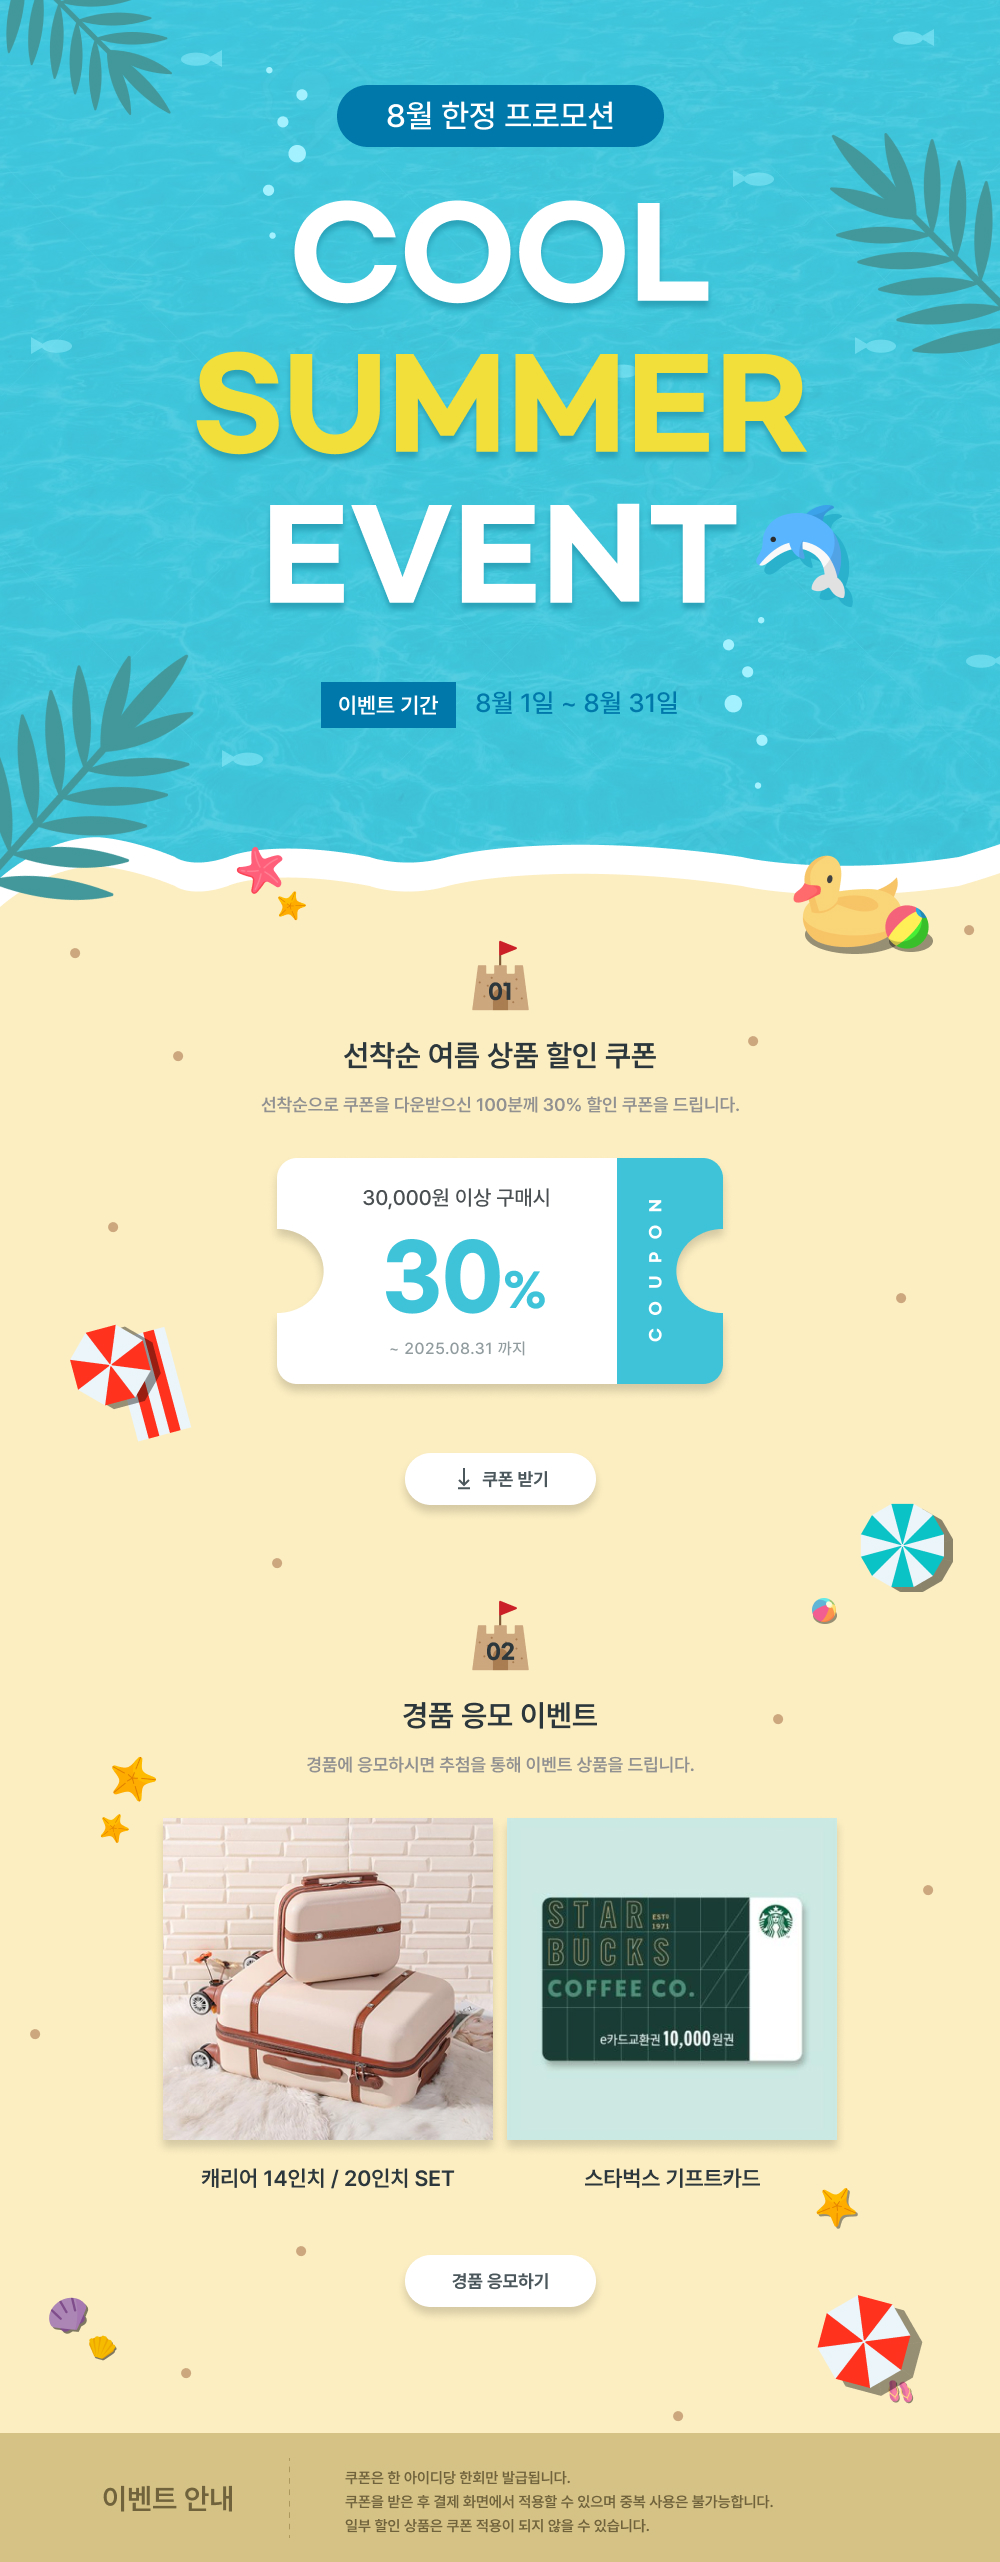 8월 한정 프로모션
COOL
SUMMER
EVENT
이벤트 기간 8월 1일 ~ 8월 31일
01
선착순 여름 상품 할인 쿠폰
선착순으로 쿠폰을 다운받으신 100분께 30% 할인 쿠폰을 드립니다.
30,000원 이상 구매시
30%
~ 2025.08.31 까지
COUPON
쿠폰 받기
02
경품 응모 이벤트
경품에 응모하시면 추첨을 통해 이벤트 상품을 드립니다.
STAR ESTD 1971
BUCKS
COFFEE CO.
e카드교환권 10,000원권
캐리어 14인치 / 20인치 SET
스타벅스 기프트카드
경품 응모하기
이벤트 안내
쿠폰은 한 아이디당 한회만 발급됩니다.
쿠폰을 받은 후 결제 화면에서 적용할 수 있으며 중복 사용은 불가능합니다.
일부 할인 상품은 쿠폰 적용이 되지 않을 수 있습니다.